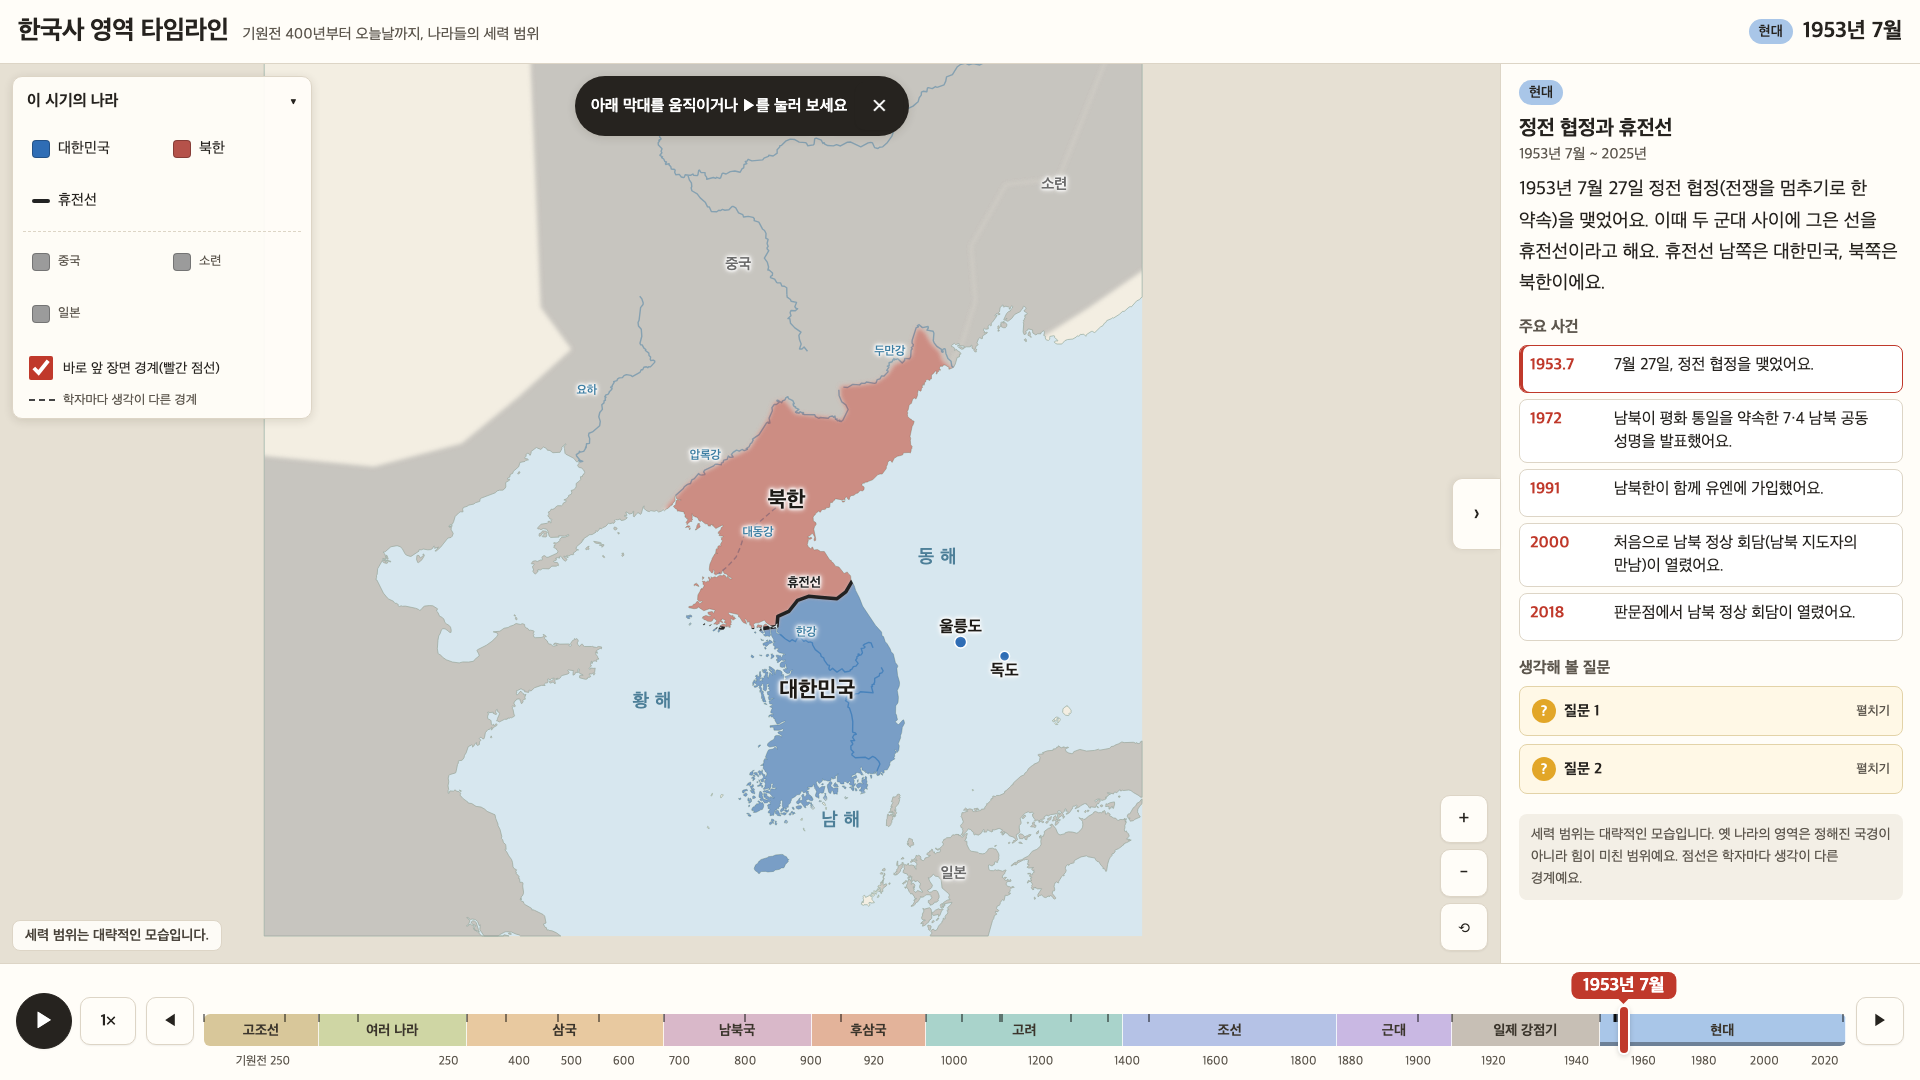 한국사 영역 타임라인
기원전 400년부터 오늘날까지, 나라들의 세력 범위
현대
1953년 7월
이 시기의 나라
대한민국
북한
휴전선
중국
소련
일본
바로 앞 장면 경계(빨간 점선)
학자마다 생각이 다른 경계
아래 막대를 움직이거나 ▶를 눌러 보세요 ✕
소련
중국
두만강
요하
압록강
북한
대동강
동 해
휴전선
울릉도
한강
독도
대한민국
황 해
남 해
일본
세력 범위는 대략적인 모습입니다.
+
−
⟲
›
현대
정전 협정과 휴전선
1953년 7월 ~ 2025년
1953년 7월 27일 정전 협정(전쟁을 멈추기로 한
약속)을 맺었어요. 이때 두 군대 사이에 그은 선을
휴전선이라고 해요. 휴전선 남쪽은 대한민국, 북쪽은
북한이에요.
주요 사건
1953.7 7월 27일, 정전 협정을 맺었어요.
1972 남북이 평화 통일을 약속한 7·4 남북 공동
성명을 발표했어요.
1991 남북한이 함께 유엔에 가입했어요.
2000 처음으로 남북 정상 회담(남북 지도자의
만남)이 열렸어요.
2018 판문점에서 남북 정상 회담이 열렸어요.
생각해 볼 질문
? 질문 1 펼치기
? 질문 2 펼치기
세력 범위는 대략적인 모습입니다. 옛 나라의 영역은 정해진 국경이
아니라 힘이 미친 범위예요. 점선은 학자마다 생각이 다른
경계예요.
1953년 7월
1×
고조선 여러 나라 삼국 남북국 후삼국 고려 조선 근대 일제 강점기 현대
기원전 250 250 400 500 600 700 800 900 920 1000 1200 1400 1600 1800 1880 1900 1920 1940 1960 1980 2000 2020